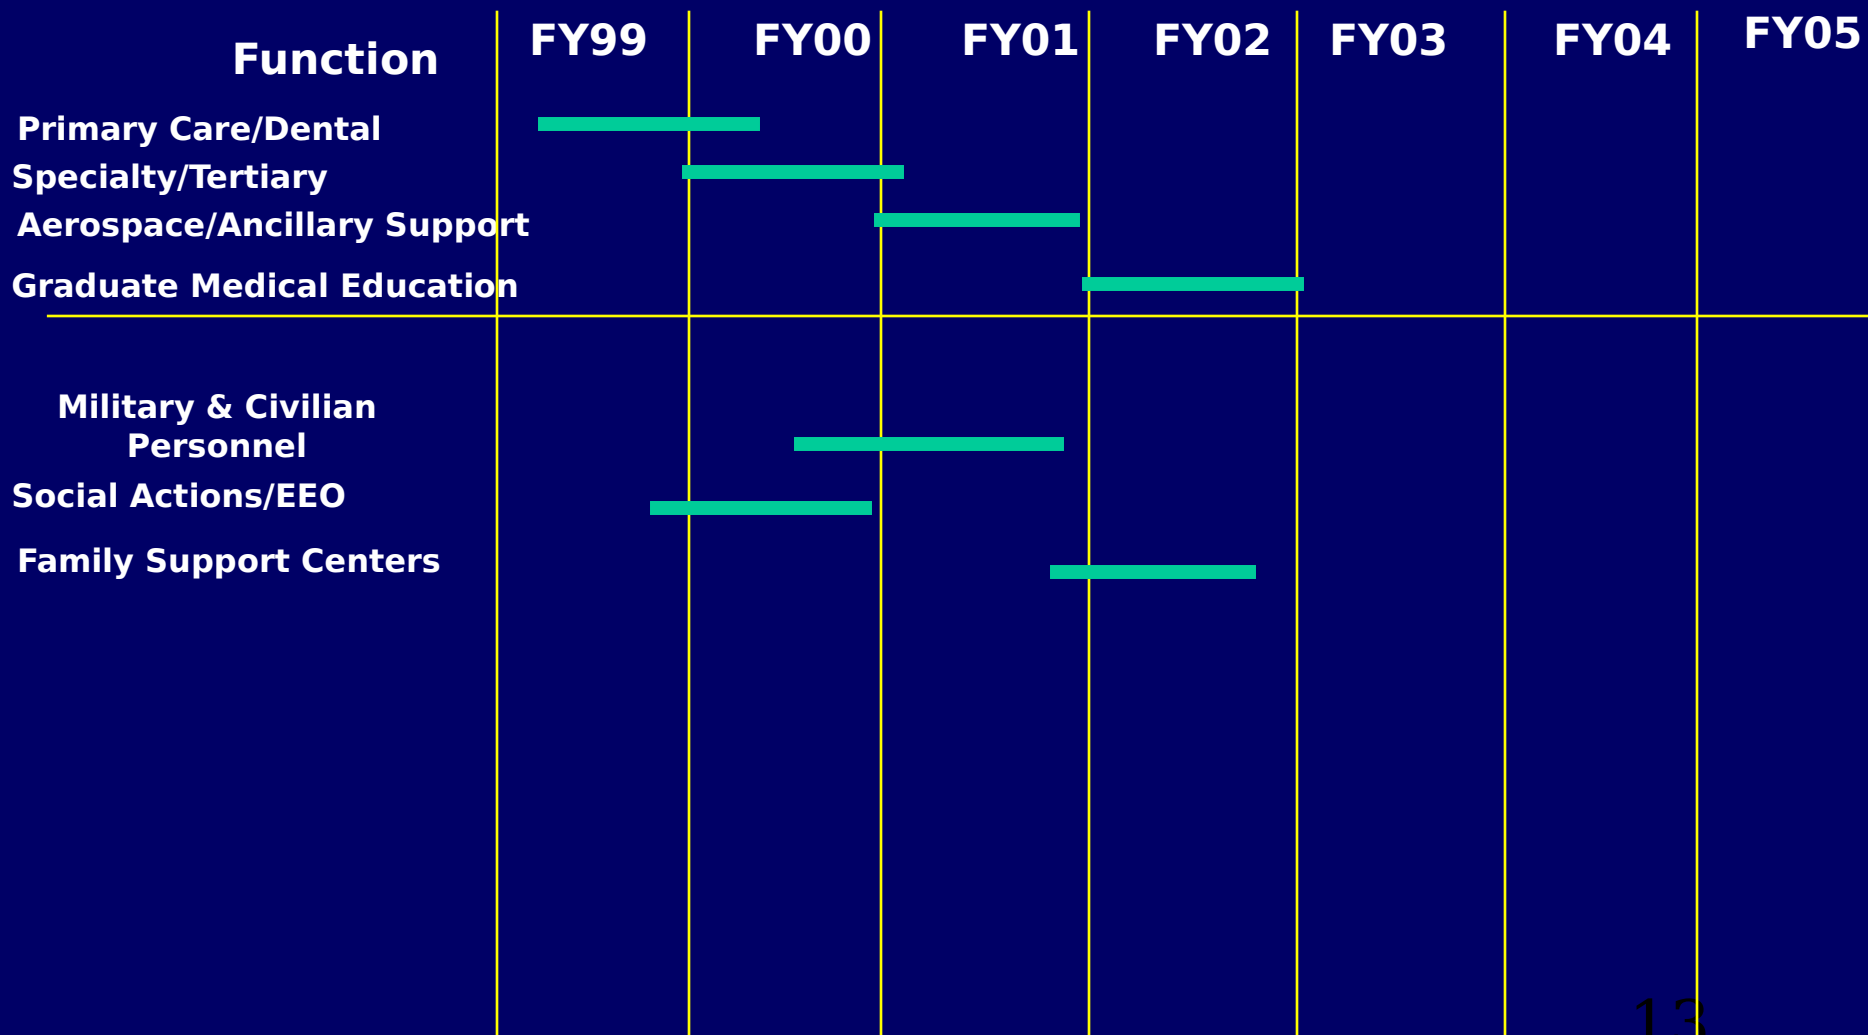 Function
FY99
FY00
FY01
FY02
FY03
FY04
FY05
Primary Care/Dental
Specialty/Tertiary
Aerospace/Ancillary Support
Graduate Medical Education
Military & Civilian
Personnel
Social Actions/EEO
Family Support Centers
13